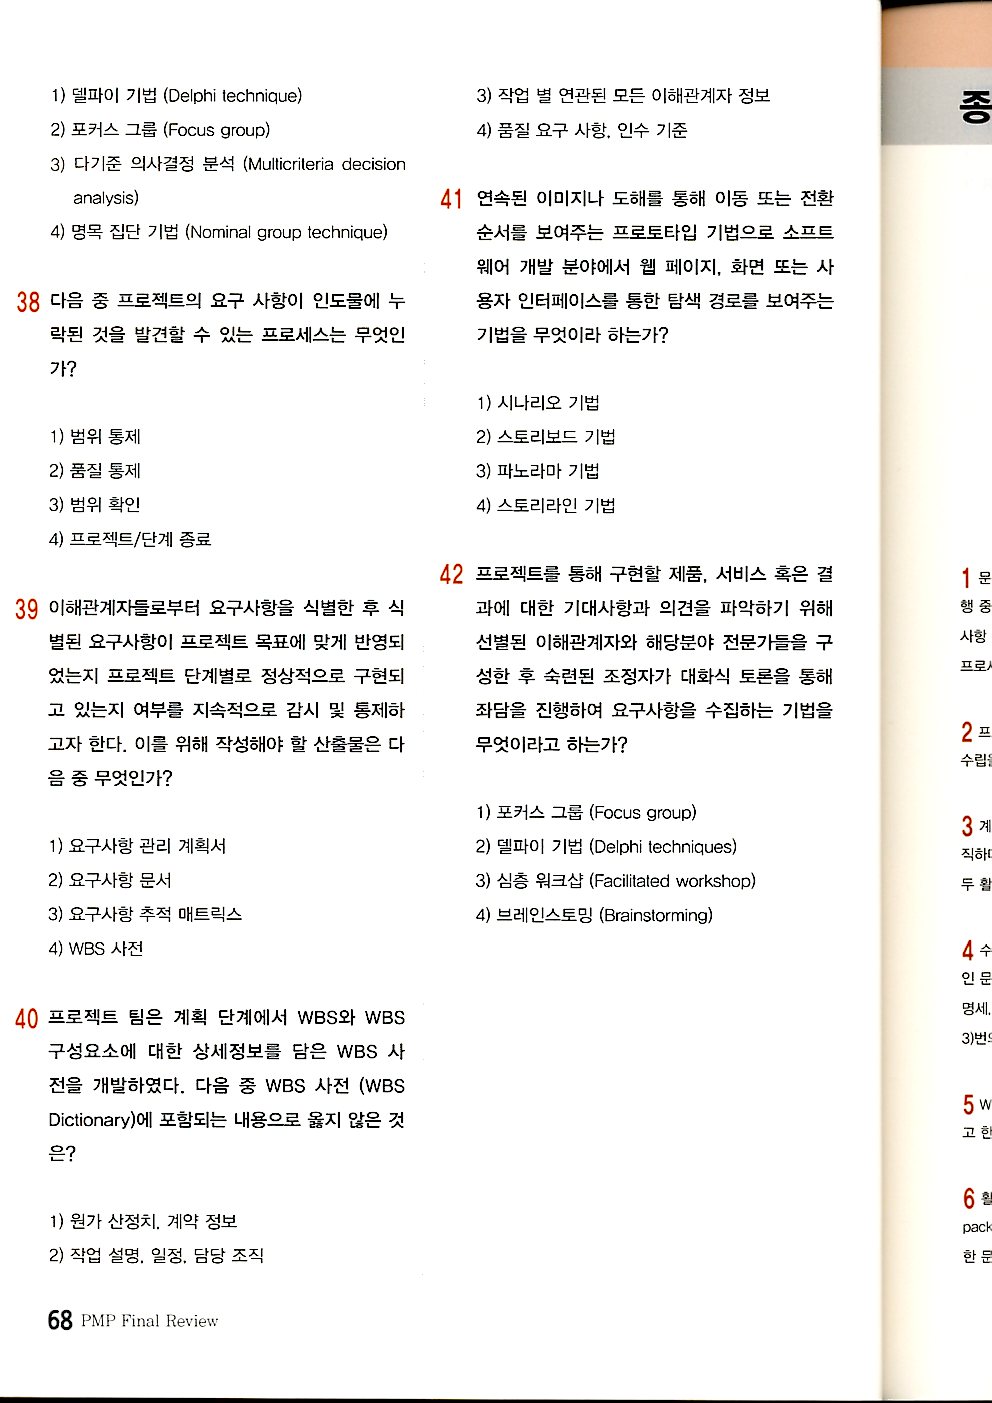 1) 델파이 기법 (Delphi technique)
2) 포커스 그룹 (Focus group)
3) 다기준 의사결정 분석 (Multicriteria decision
analysis)
4) 명목 집단 기법 (Nominal group technique)
38 다음 중 프로젝트의 요구 사항이 인도물에 누
락된 것을 발견할 수 있는 프로세스는 무엇인
가?
1) 범위 통제
2) 품질 통제
3) 범위 확인
4) 프로젝트/단계 종료
39 이해관계자들로부터 요구사항을 식별한 후 식
별된 요구사항이 프로젝트 목표에 맞게 반영되
었는지 프로젝트 단계별로 정상적으로 구현되
고 있는지 여부를 지속적으로 감시 및 통제하
고자 한다. 이를 위해 작성해야 할 산출물은 다
음 중 무엇인가?
1) 요구사항 관리 계획서
2) 요구사항 문서
3) 요구사항 추적 매트릭스
4) WBS 사전
40 프로젝트 팀은 계획 단계에서 WBS와 WBS
구성요소에 대한 상세정보를 담은 WBS 사
전을 개발하였다. 다음 중 WBS 사전 (WBS
Dictionary)에 포함되는 내용으로 옳지 않은 것
은?
1) 원가 산정치, 계약 정보
2) 작업 설명, 일정, 담당 조직
3) 작업 별 연관된 모든 이해관계자 정보
4) 품질 요구 사항, 인수 기준
41 연속된 이미지나 도해를 통해 이동 또는 전환
순서를 보여주는 프로토타입 기법으로 소프트
웨어 개발 분야에서 웹 페이지, 화면 또는 사
용자 인터페이스를 통한 탐색 경로를 보여주는
기법을 무엇이라 하는가?
1) 시나리오 기법
2) 스토리보드 기법
3) 파노라마 기법
4) 스토리라인 기법
42 프로젝트를 통해 구현할 제품, 서비스 혹은 결
과에 대한 기대사항과 의견을 파악하기 위해
선별된 이해관계자와 해당분야 전문가들을 구
성한 후 숙련된 조정자가 대화식 토론을 통해
좌담을 진행하여 요구사항을 수집하는 기법을
무엇이라고 하는가?
1) 포커스 그룹 (Focus group)
2) 델파이 기법 (Delphi techniques)
3) 심층 워크샵 (Facilitated workshop)
4) 브레인스토밍 (Brainstorming)
68 PMP Final Review
종
1 문
행 중
사항
프로세
2 프
수립을
3 계
직하다
두 활
4 수
인 문
명세,
3)번의
5 W
고 한
6 활
pack
한 문